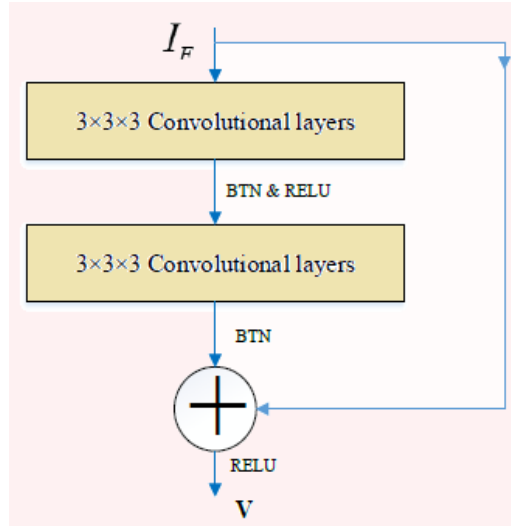 I_F
3×3×3 Convolutional layers
BTN & RELU
3×3×3 Convolutional layers
BTN
+
RELU
V